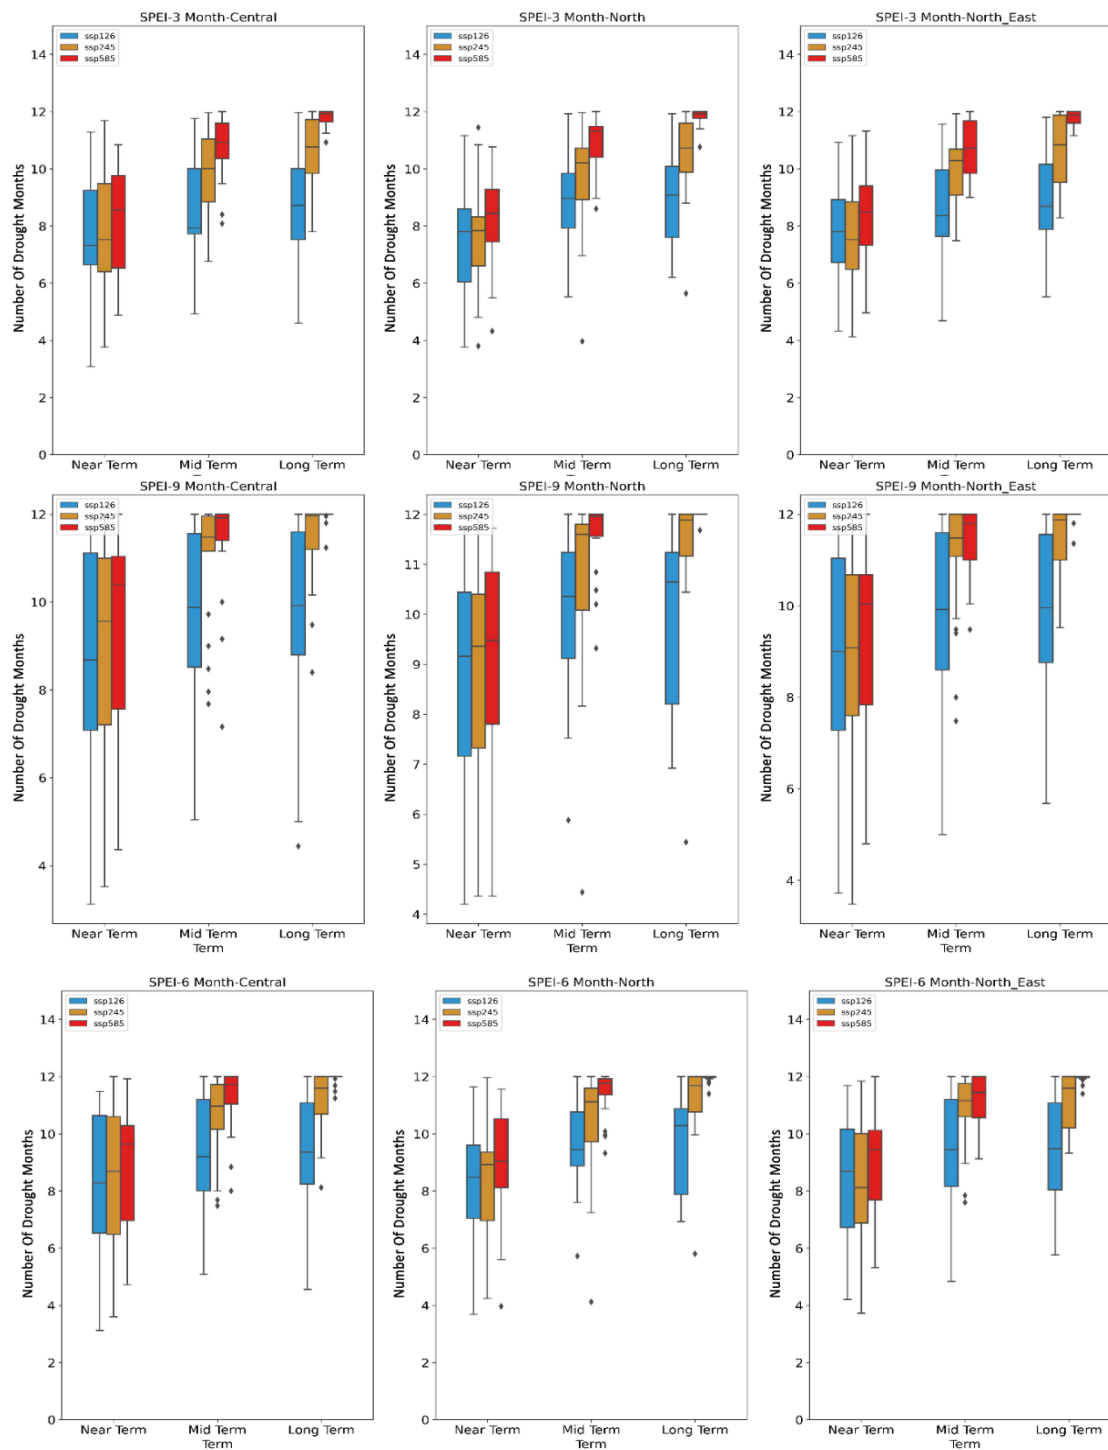 SPEI-3 Month-Central
ssp126
ssp245
ssp585
Number Of Drought Months
14
12
10
8
6
4
2
0
Near Term
Mid Term
Long Term
SPEI-3 Month-North
ssp126
ssp245
ssp585
Number Of Drought Months
14
12
10
8
6
4
2
0
Near Term
Mid Term
Long Term
SPEI-3 Month-North_East
ssp126
ssp245
ssp585
Number Of Drought Months
14
12
10
8
6
4
2
0
Near Term
Mid Term
Long Term
SPEI-9 Month-Central
ssp126
ssp245
ssp585
Number Of Drought Months
12
10
8
6
4
Near Term
Mid Term
Long Term
Term
SPEI-9 Month-North
ssp126
ssp245
ssp585
Number Of Drought Months
12
11
10
9
8
7
6
5
4
Near Term
Mid Term
Long Term
Term
SPEI-9 Month-North_East
ssp126
ssp245
ssp585
Number Of Drought Months
12
10
8
6
4
Near Term
Mid Term
Long Term
Term
SPEI-6 Month-Central
ssp126
ssp245
ssp585
Number Of Drought Months
14
12
10
8
6
4
2
0
Near Term
Mid Term
Long Term
Term
SPEI-6 Month-North
ssp126
ssp245
ssp585
Number Of Drought Months
14
12
10
8
6
4
2
0
Near Term
Mid Term
Long Term
Term
SPEI-6 Month-North_East
ssp126
ssp245
ssp585
Number Of Drought Months
14
12
10
8
6
4
2
0
Near Term
Mid Term
Long Term
Term